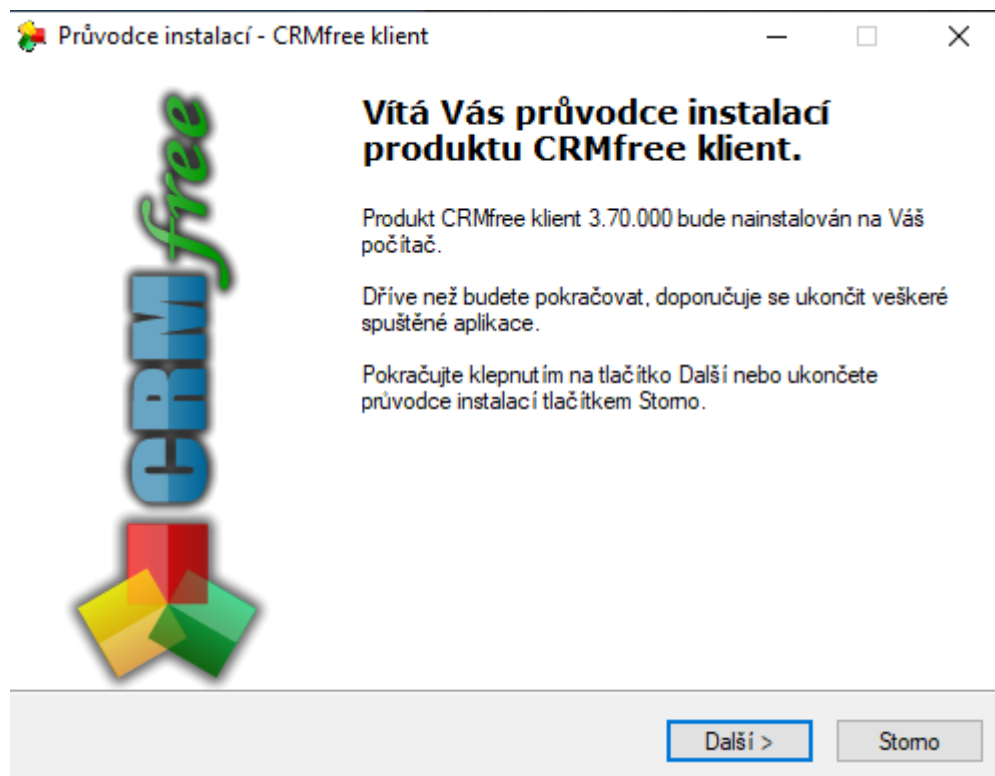 Průvodce instalací - CRMfree klient
CRMfree
Vítá Vás průvodce instalací
produktu CRMfree klient.
Produkt CRMfree klient 3.70.000 bude nainstalován na Váš
počítač.
Dříve než budete pokračovat, doporučuje se ukončit veškeré
spuštěné aplikace.
Pokračujte klepnutím na tlačítko Další nebo ukončete
průvodce instalací tlačítkem Storno.
Další >
Storno